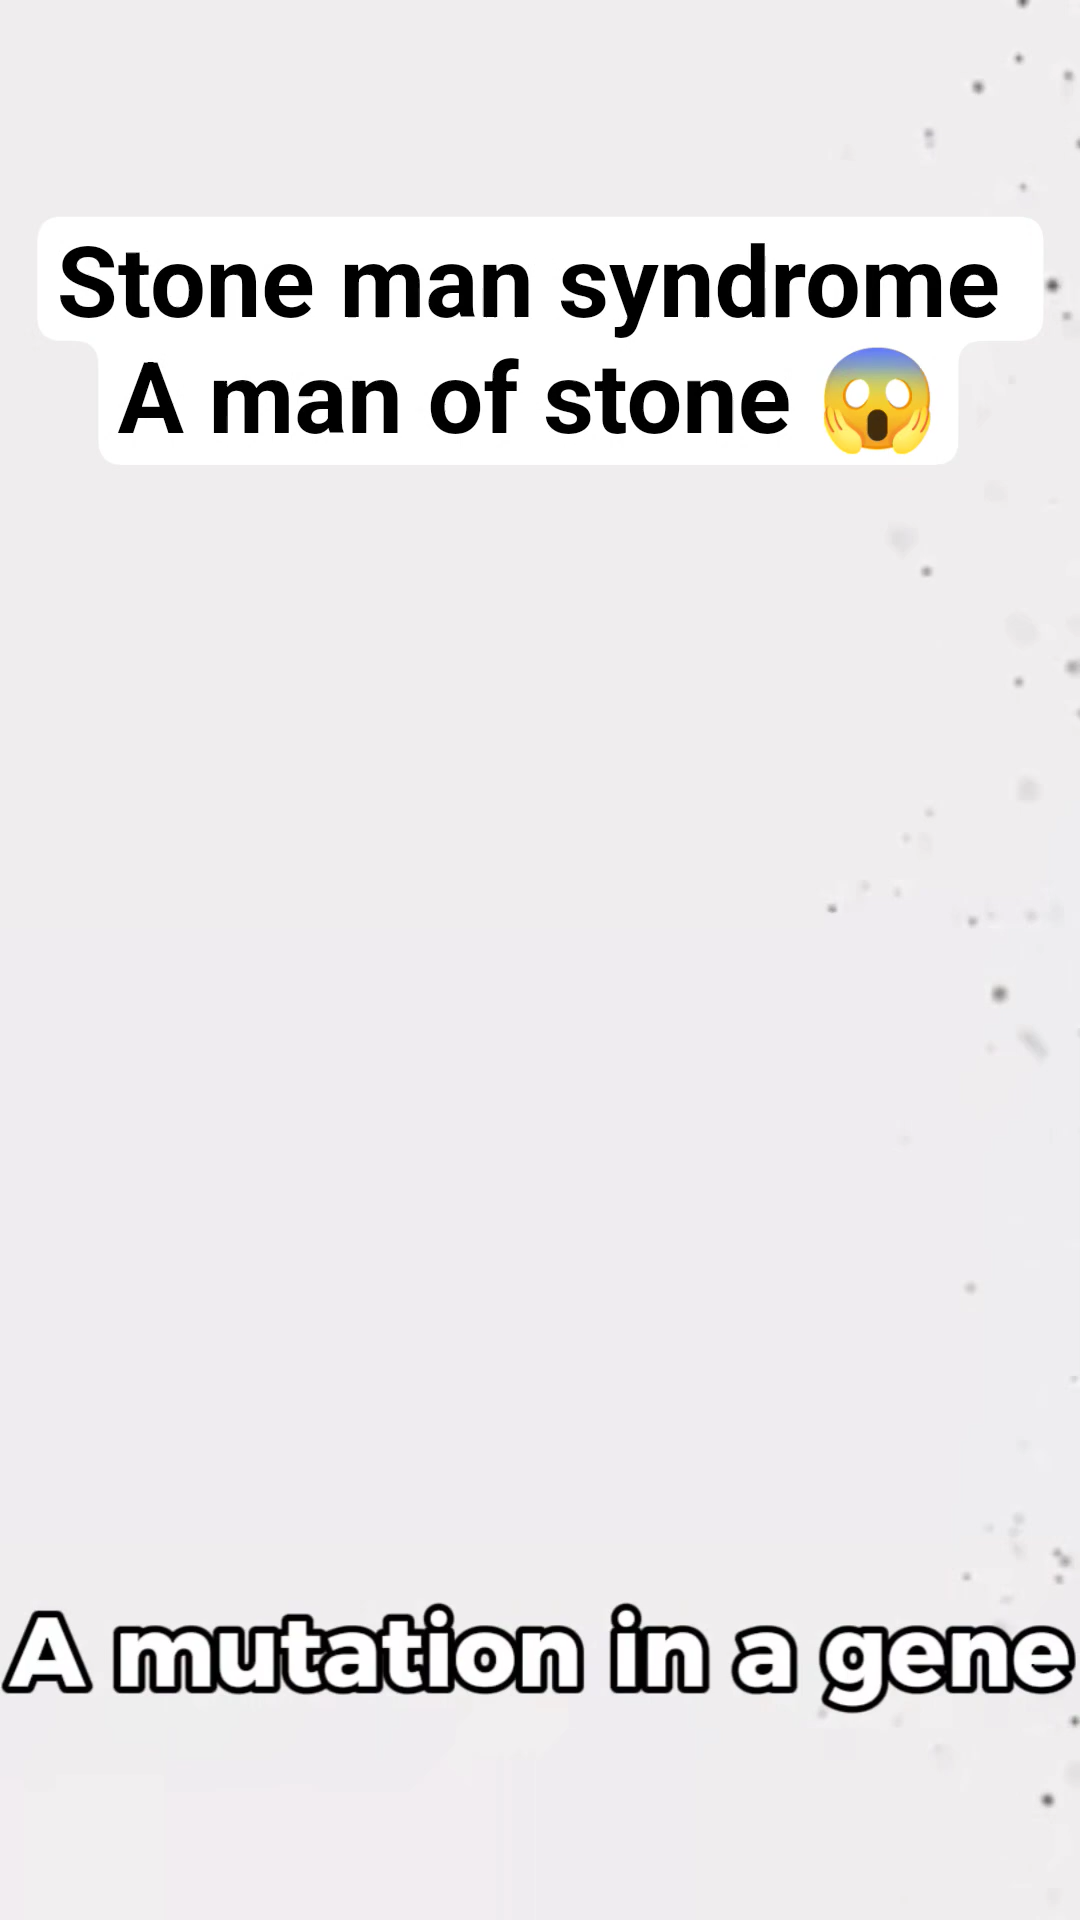 Stone man syndrome
A man of stone 😱
A mutation in a gene